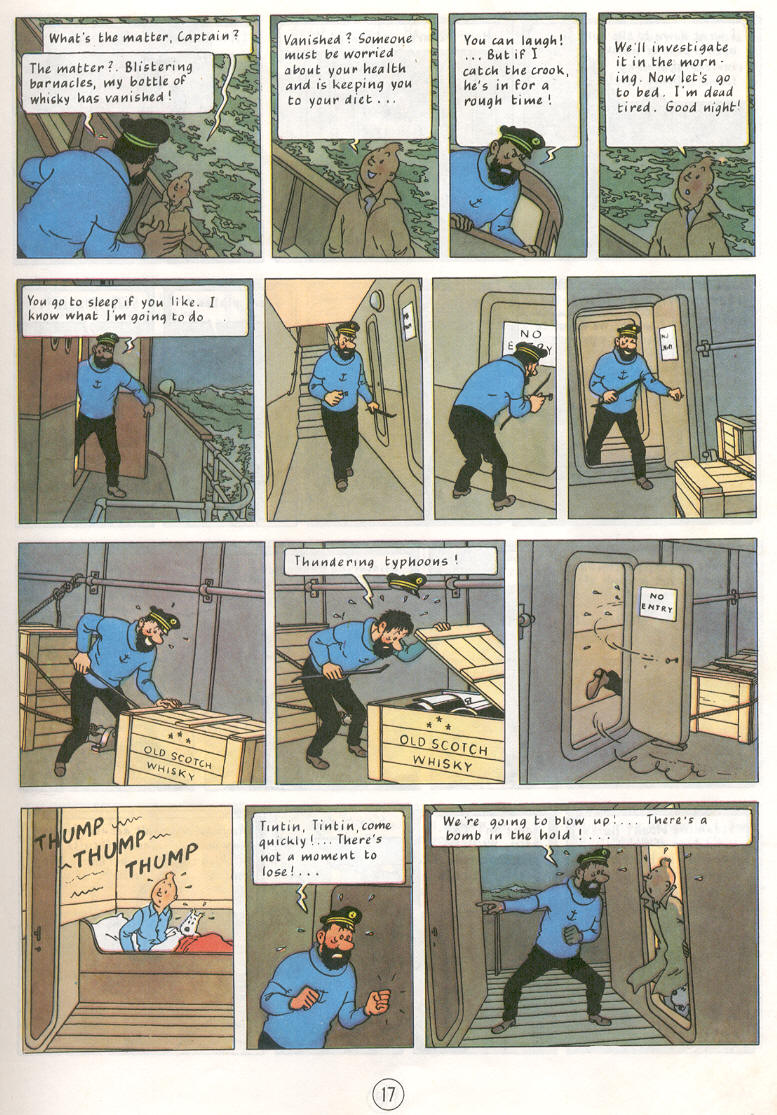 What's the matter, Captain?
The matter?. Blistering
barnacles, my bottle of
whisky has vanished!
Vanished? Someone
must be worried
about your health
and is keeping you
to your diet...
You can laugh!
... But if I
catch the crook,
he's in for a
rough time!
We'll investigate
it in the morn-
ing. Now let's go
to bed. I'm dead
tired. Good night!
You go to sleep if you like. I
know what I'm going to do
NO
ENTRY
NO
OLD SCOTCH
WHISKY
Thundering typhoons!
OLD SCOTCH
WHISKY
NO
ENTRY
THUMP
THUMP
THUMP
Tintin, Tintin, come
quickly!... There's
not a moment to
lose!...
We're going to blow up!... There's a
bomb in the hold!...
17